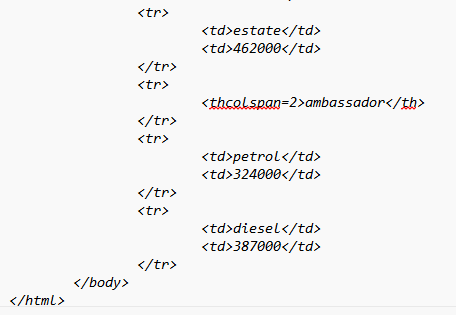 <tr>
<td>estate</td>
<td>462000</td>
</tr>
<tr>
<thcolspan=2>ambassador</th>
</tr>
<tr>
<td>petrol</td>
<td>324000</td>
</tr>
<tr>
<td>diesel</td>
<td>387000</td>
</tr>
</body>
</html>